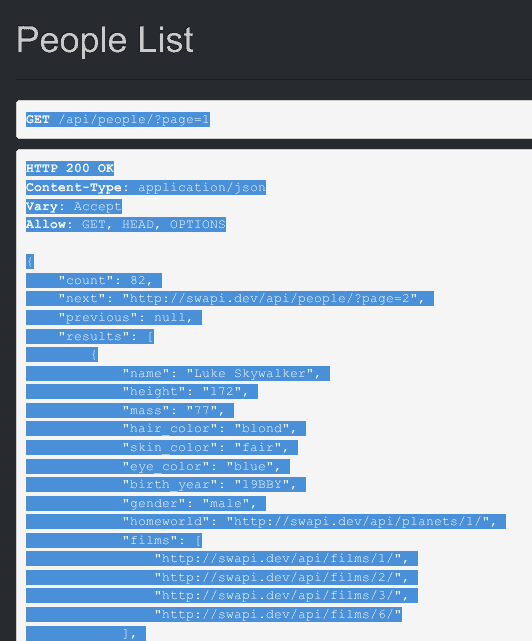 People List
GET /api/people/?page=1
HTTP 200 OK
Content-Type: application/json
Vary: Accept
Allow: GET, HEAD, OPTIONS
{
    "count": 82,
    "next": "http://swapi.dev/api/people/?page=2",
    "previous": null,
    "results": [
        {
            "name": "Luke Skywalker",
            "height": "172",
            "mass": "77",
            "hair_color": "blond",
            "skin_color": "fair",
            "eye_color": "blue",
            "birth_year": "19BBY",
            "gender": "male",
            "homeworld": "http://swapi.dev/api/planets/1/",
            "films": [
                "http://swapi.dev/api/films/1/",
                "http://swapi.dev/api/films/2/",
                "http://swapi.dev/api/films/3/",
                "http://swapi.dev/api/films/6/"
            ],